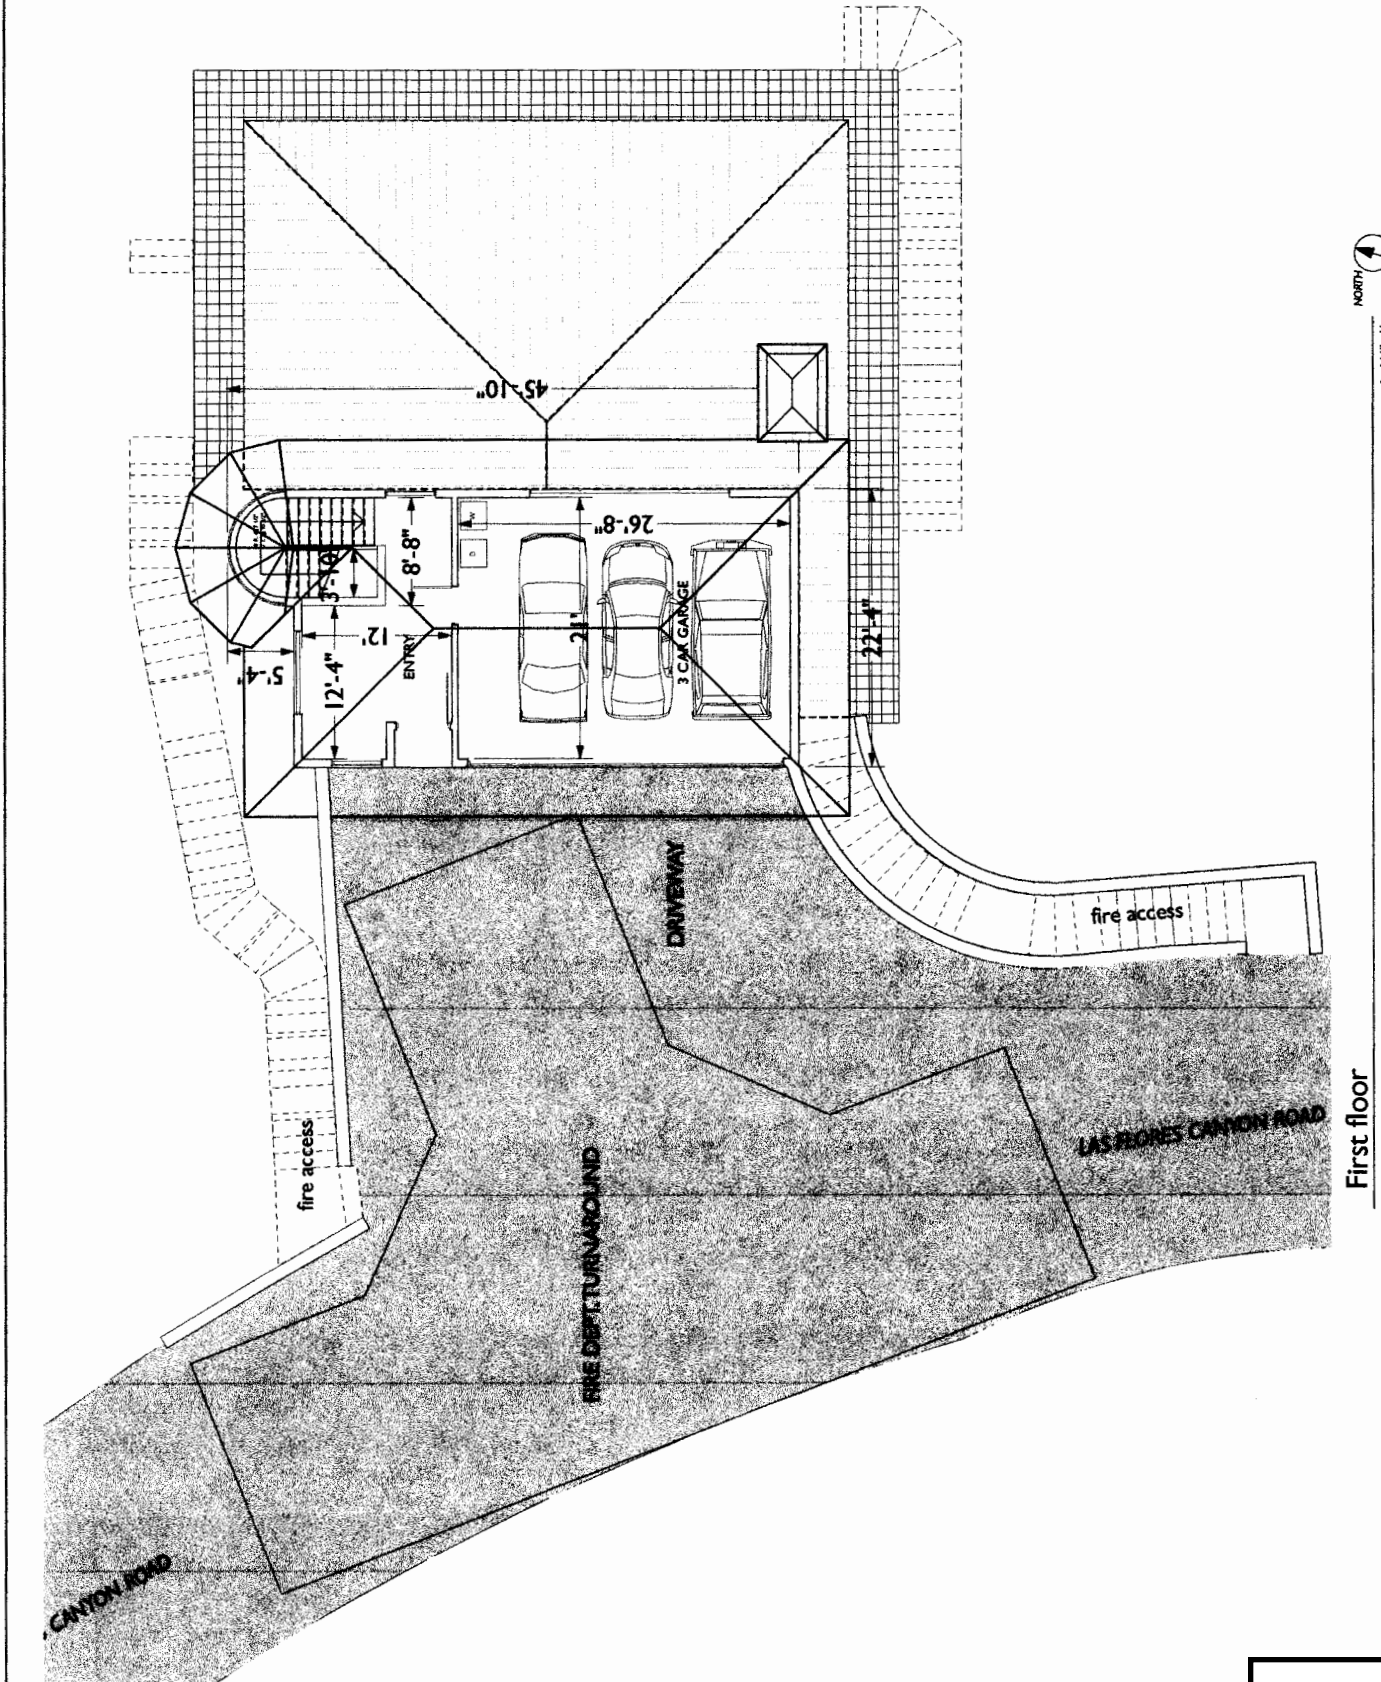 45'-10"
26'-8"
W
D
8'-8"
3'-10"
21'
3 CAR GARAGE
12'
ENTRY
5'-4"
12'-4"
22'-4"
DRIVEWAY
fire access
fire access
FIRE DEPT. TURNAROUND
LAS FLORES CANYON ROAD
CANYON ROAD
First floor
NORTH